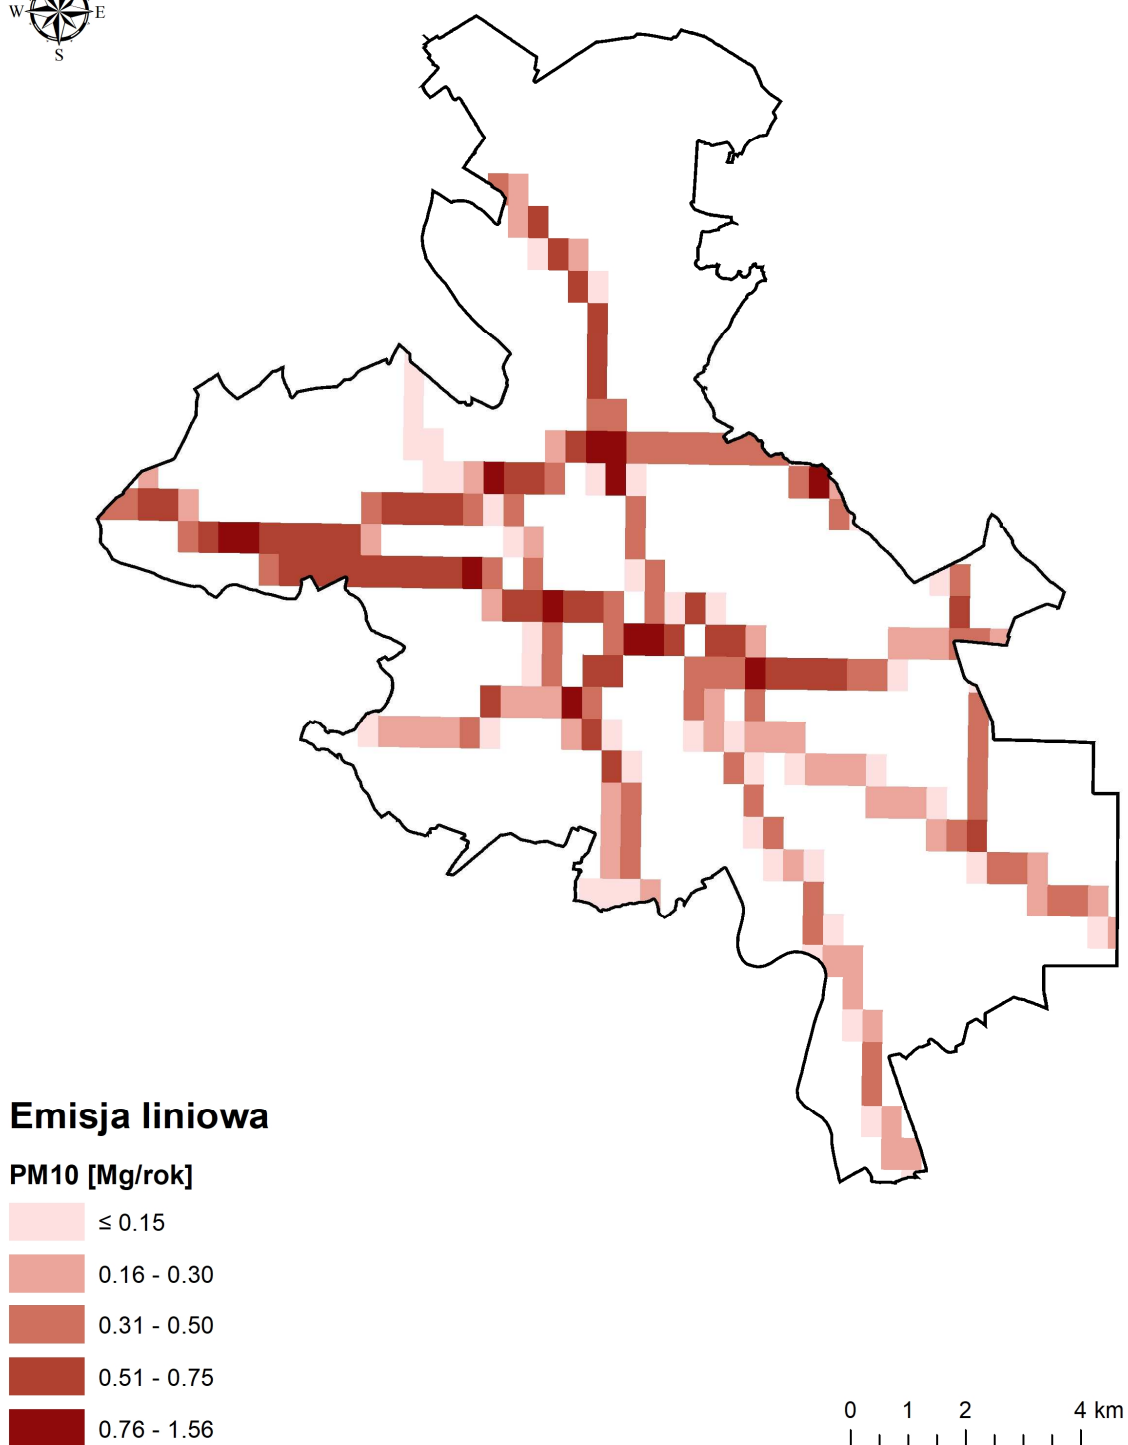 W E
S
Emisja liniowa
PM10 [Mg/rok]
≤ 0.15
0.16 - 0.30
0.31 - 0.50
0.51 - 0.75
0.76 - 1.56
0 1 2 4 km